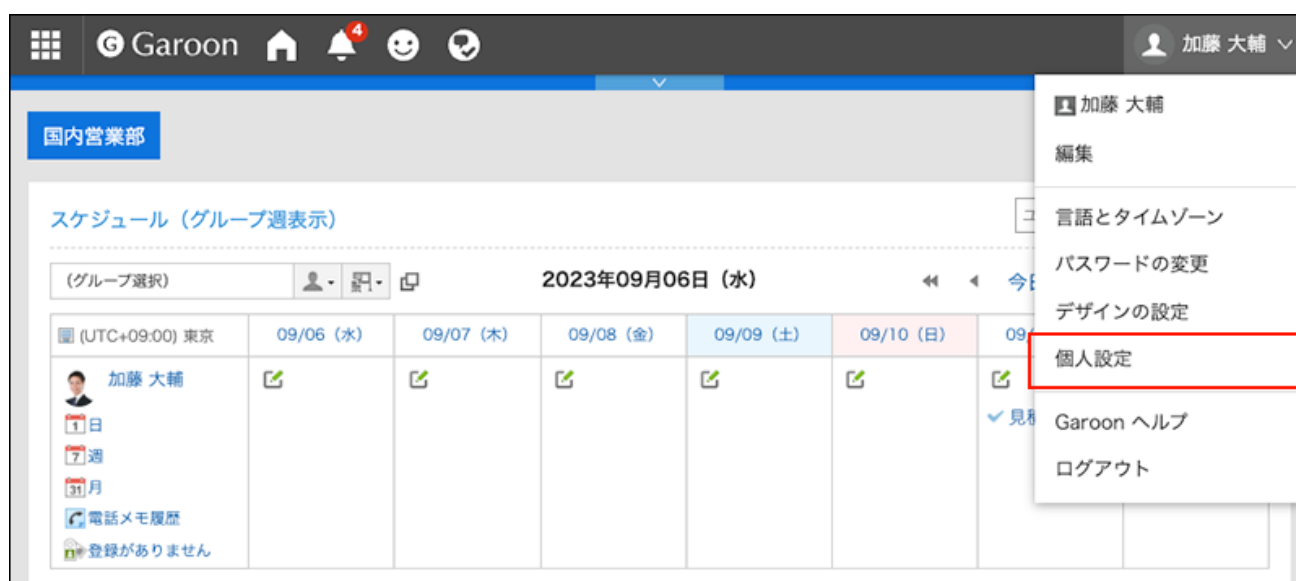 Garoon 4 加藤 大輔
加藤 大輔
編集
言語とタイムゾーン
パスワードの変更
デザインの設定
個人設定
Garoon ヘルプ
ログアウト
国内営業部
スケジュール（グループ週表示）
(グループ選択) 2023年09月06日（水） 今日
(UTC+09:00) 東京 09/06（水） 09/07（木） 09/08（金） 09/09（土） 09/10（日） 09/
加藤 大輔
見積
1 日
7 週
31 月
電話メモ履歴
登録がありません